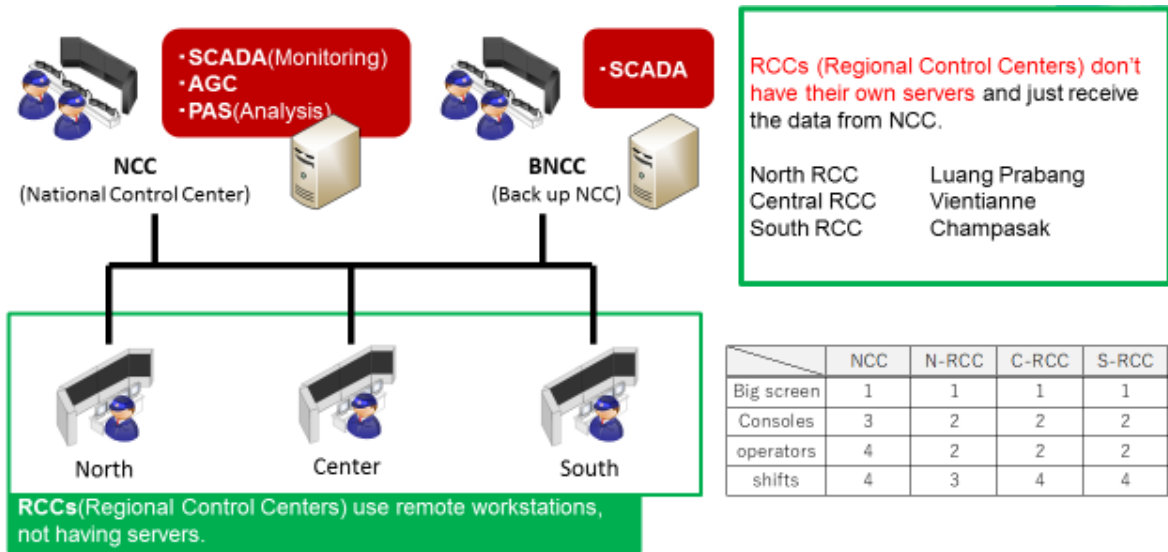 ・SCADA(Monitoring)
・AGC
・PAS(Analysis)
NCC
(National Control Center)
・SCADA
BNCC
(Back up NCC)
RCCs (Regional Control Centers) don't
have their own servers and just receive
the data from NCC.
North RCC Luang Prabang
Central RCC Vientianne
South RCC Champasak
North
Center
South
RCCs(Regional Control Centers) use remote workstations,
not having servers.
NCC N-RCC C-RCC S-RCC
Big screen 1 1 1 1
Consoles 3 2 2 2
operators 4 2 2 2
shifts 4 3 4 4